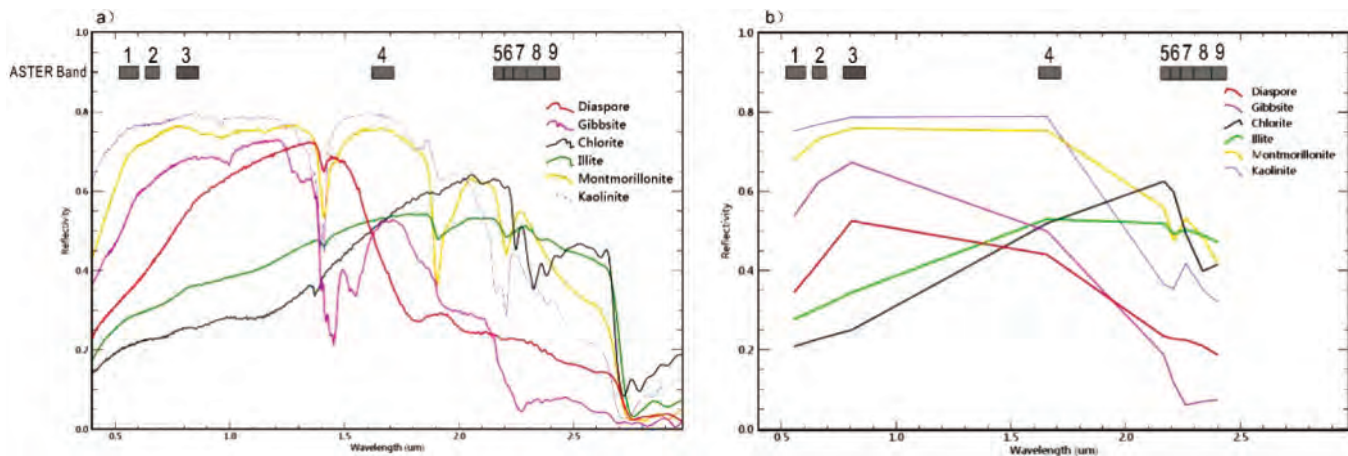 a）
ASTER Band
1 2 3 4 5 6 7 8 9
Diaspore
Gibbsite
Chlorite
Illite
Montmorillonite
Kaolinite
Reflectivity
1.0
0.8
0.6
0.4
0.2
0.0
0.5 1.0 1.5 2.0 2.5
Wavelength (um)
b）
1 2 3 4 5 6 7 8 9
Diaspore
Gibbsite
Chlorite
Illite
Montmorillonite
Kaolinite
Reflectivity
1.0
0.8
0.6
0.4
0.2
0.0
0.5 1.0 1.5 2.0 2.5
Wavelength (um)